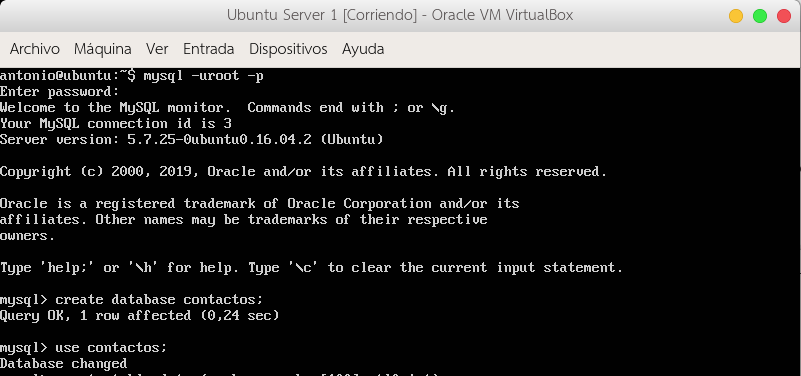 Ubuntu Server 1 [Corriendo] - Oracle VM VirtualBox
Archivo Máquina Ver Entrada Dispositivos Ayuda
antonio@ubuntu:~$ mysql -uroot -p
Enter password:
Welcome to the MySQL monitor.  Commands end with ; or \g.
Your MySQL connection id is 3
Server version: 5.7.25-0ubuntu0.16.04.2 (Ubuntu)
Copyright (c) 2000, 2019, Oracle and/or its affiliates. All rights reserved.
Oracle is a registered trademark of Oracle Corporation and/or its
affiliates. Other names may be trademarks of their respective
owners.
Type 'help;' or '\h' for help. Type '\c' to clear the current input statement.
mysql> create database contactos;
Query OK, 1 row affected (0,24 sec)
mysql> use contactos;
Database changed